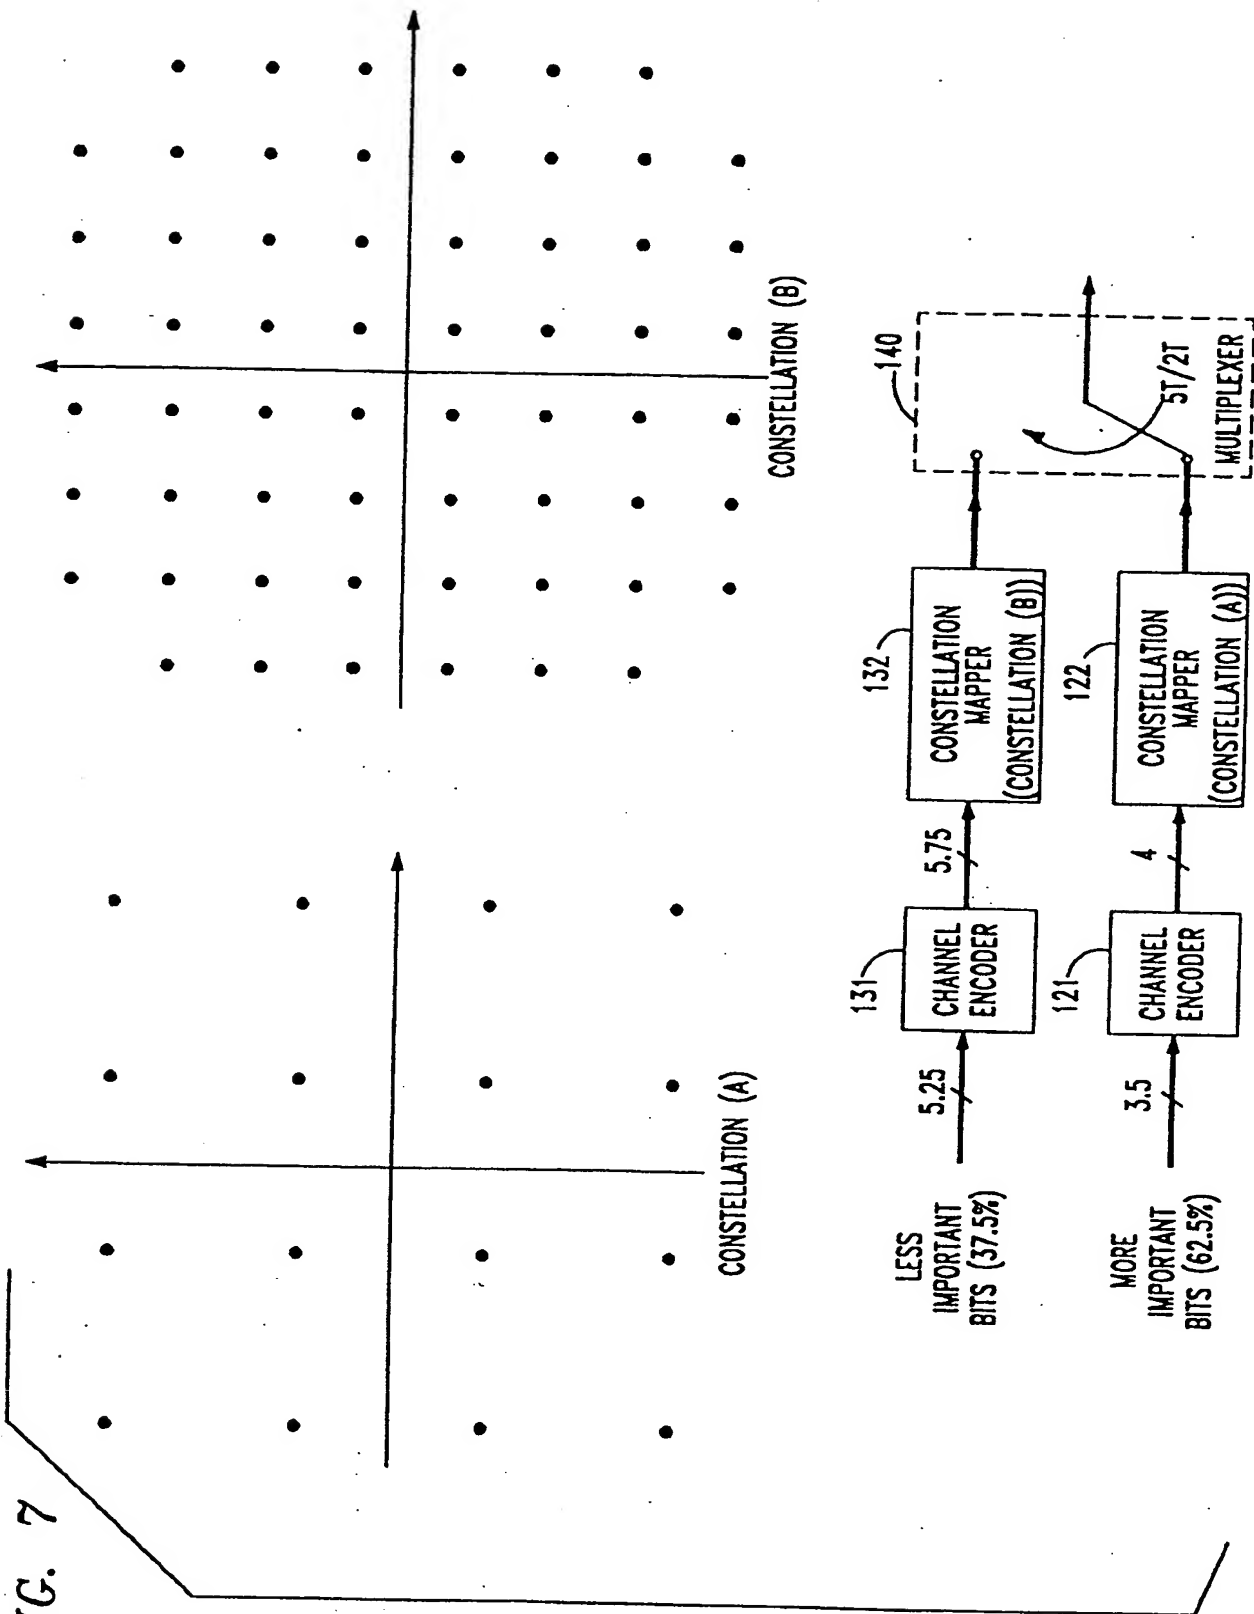 FIG. 7
CONSTELLATION (A)
CONSTELLATION (B)
LESS
IMPORTANT
BITS (37.5%)
5.25
131
CHANNEL
ENCODER
5.75
132
CONSTELLATION
MAPPER
(CONSTELLATION (B))
140
MORE
IMPORTANT
BITS (62.5%)
3.5
121
CHANNEL
ENCODER
4
122
CONSTELLATION
MAPPER
(CONSTELLATION (A))
5T/2T
MULTIPLEXER